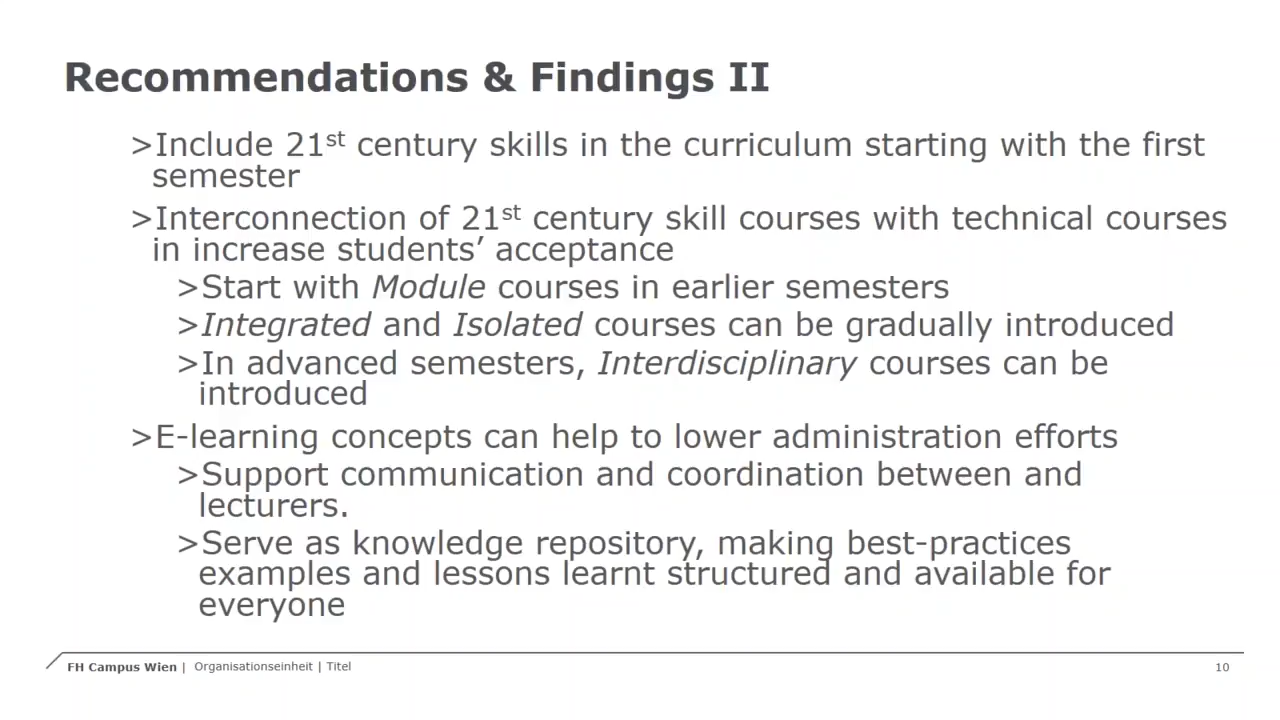 Recommendations & Findings II
>Include 21st century skills in the curriculum starting with the first
semester
>Interconnection of 21st century skill courses with technical courses
in increase students’ acceptance
>Start with Module courses in earlier semesters
>Integrated and Isolated courses can be gradually introduced
>In advanced semesters, Interdisciplinary courses can be
introduced
>E-learning concepts can help to lower administration efforts
>Support communication and coordination between and
lecturers.
>Serve as knowledge repository, making best-practices
examples and lessons learnt structured and available for
everyone
FH Campus Wien | Organisationseinheit | Titel 10